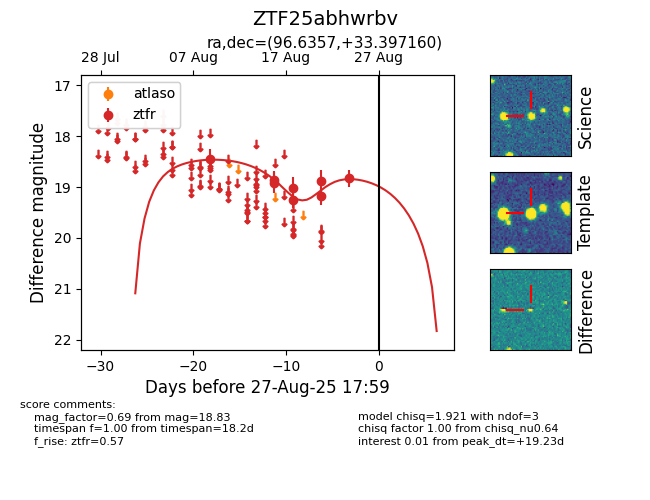 ZTF25abhwrbv
ra,dec=(96.6357,+33.397160)
28 Jul 07 Aug 17 Aug 27 Aug
atlaso
ztfr
17
18
19
20
21
22
Difference magnitude
−30 −20 −10 0
Days before 27-Aug-25 17:59
Science
Template
Difference
score comments:
mag_factor=0.69 from mag=18.83
timespan f=1.00 from timespan=18.2d
f_rise: ztfr=0.57
model chisq=1.921 with ndof=3
chisq factor 1.00 from chisq_nu0.64
interest 0.01 from peak_dt=+19.23d